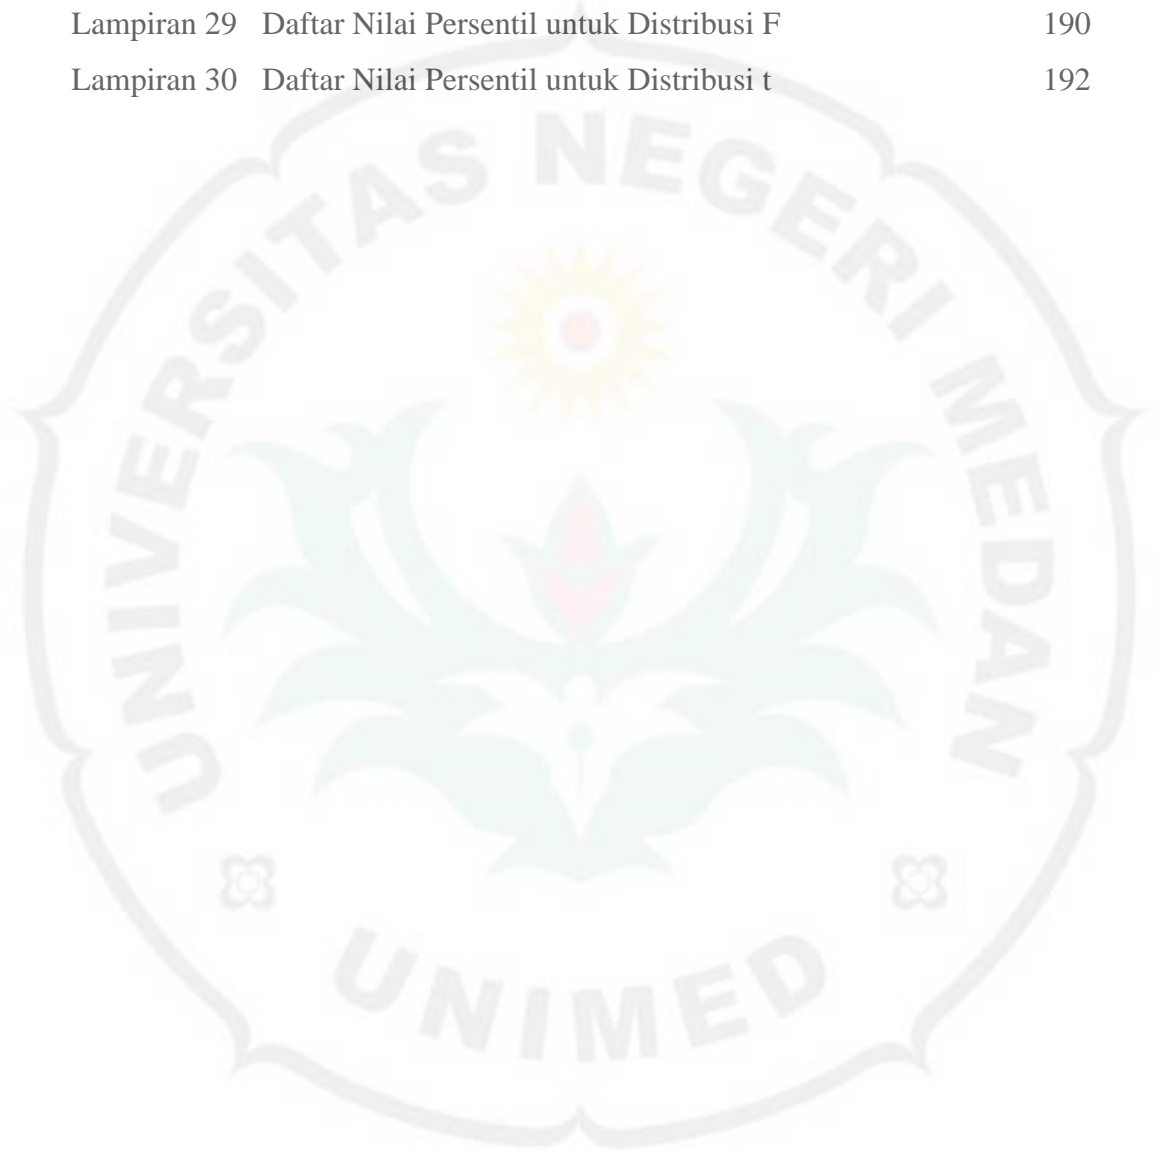 Lampiran 29 Daftar Nilai Persentil untuk Distribusi F 190
Lampiran 30 Daftar Nilai Persentil untuk Distribusi t 192
UNIVERSITAS NEGERI MEDAN
UNIMED